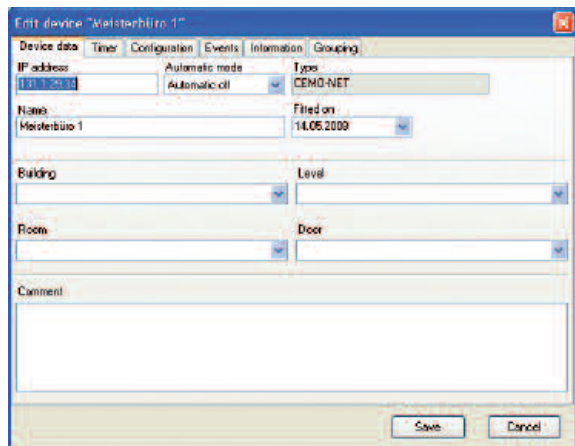 Edit device "Meisterbüro 1"
Device data Timer Configuration Events Information Grouping
IP address Automatic mode Type
Automatic off CEMO-NET
Name Fitted on
Meisterbüro 1 14.05.2009
Building Level
Room Door
Comment
Save Cancel